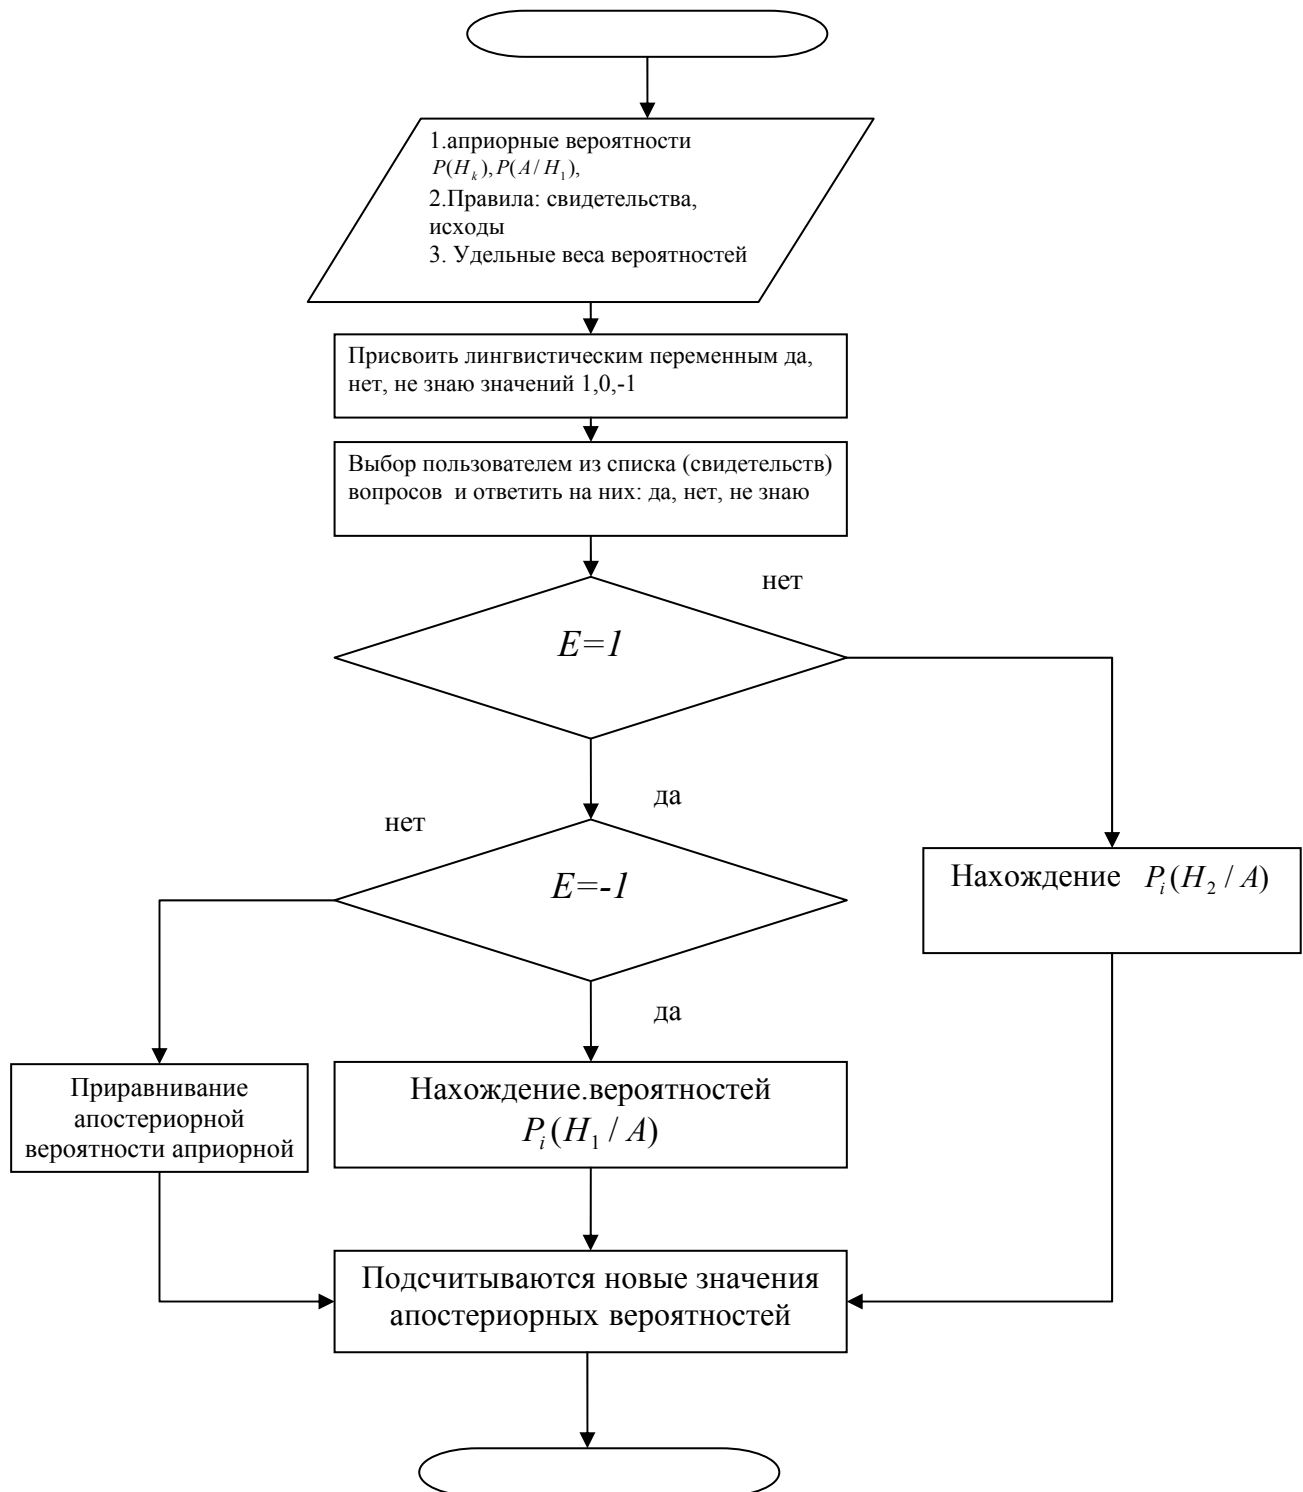 1.априорные вероятности
P(H_k),P(A/H_1),
2.Правила: свидетельства,
исходы
3. Удельные веса вероятностей
Присвоить лингвистическим переменным да,
нет, не знаю значений 1,0,-1
Выбор пользователем из списка (свидетельств)
вопросов и ответить на них: да, нет, не знаю
нет
E=1
да
нет
E=-1
Нахождение P_i(H_2 / A)
да
Приравнивание
апостериорной
вероятности априорной
Нахождение.вероятностей
P_i(H_1 / A)
Подсчитываются новые значения
апостериорных вероятностей